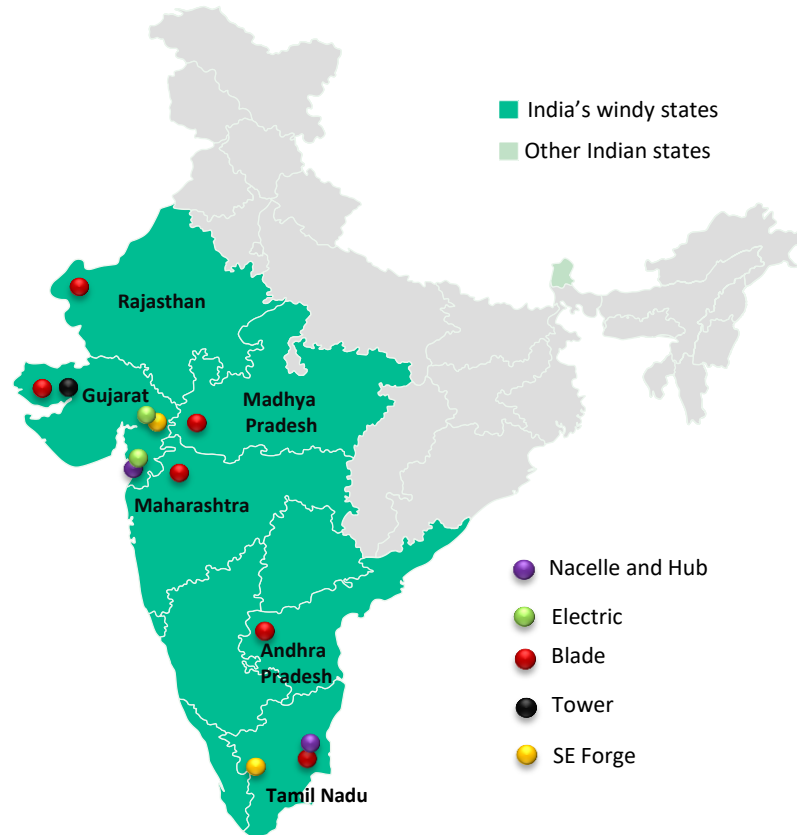 India’s windy states
Other Indian states
Rajasthan
Gujarat
Madhya
Pradesh
Maharashtra
Nacelle and Hub
Electric
Blade
Tower
SE Forge
Andhra
Pradesh
Tamil Nadu